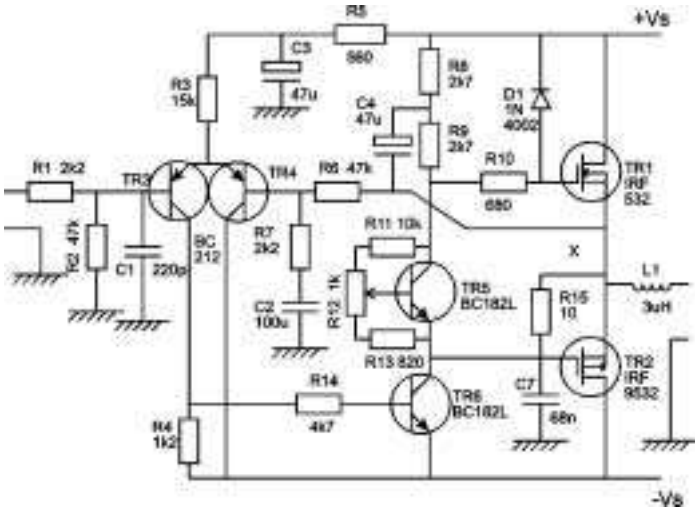 R5
+Vs
C3
560
R8
2k7
R3
15k
47u
C4
47u
D1
1N
4002
R9
2k7
R1 2k2
TR3
TR4
R6 47k
R10
TR1
IRF
532
680
R2 47k
C1
220p
BC
212
R7
2k2
R11 10k
X
L1
3uH
R12 1k
TR5
BC182L
R15
10
C2
100u
R13 820
TR2
IRF
9532
R14
TR6
BC182L
C7
68n
R4
1k2
4k7
-Vs